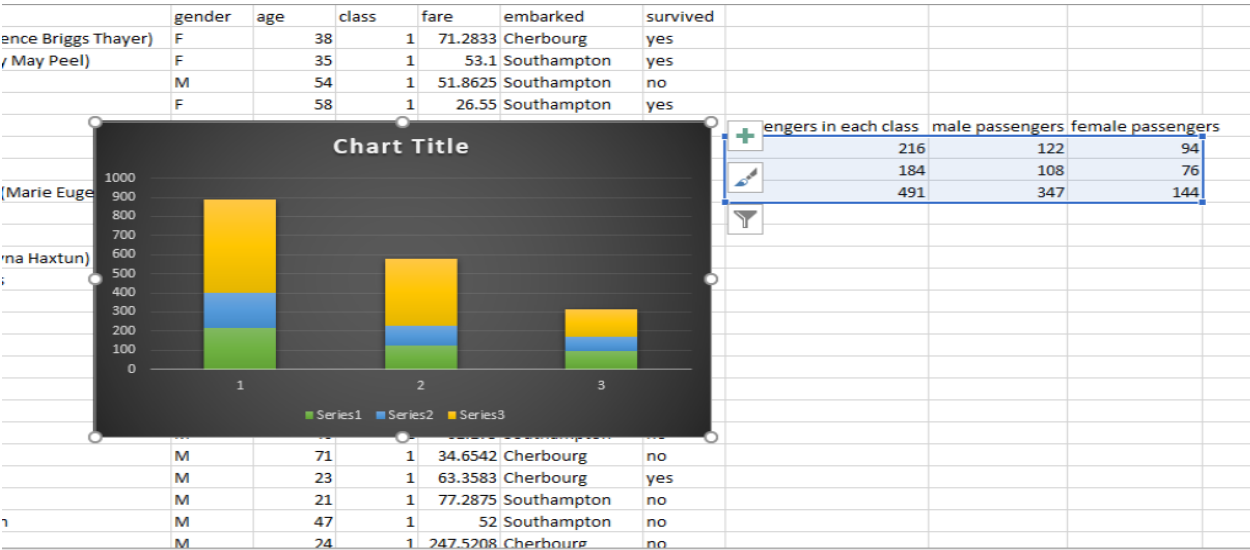 gender age class fare embarked survived
ence Briggs Thayer) F 38 1 71.2833 Cherbourg yes
y May Peel) F 35 1 53.1 Southampton yes
M 54 1 51.8625 Southampton no
F 58 1 26.55 Southampton yes
engers in each class male passengers female passengers
216 122 94
184 108 76
491 347 144
(Marie Euge
na Haxtun)
s
Chart Title
1000
900
800
700
600
500
400
300
200
100
0
1 2 3
Series1 Series2 Series3
M 71 1 34.6542 Cherbourg no
M 23 1 63.3583 Cherbourg yes
M 21 1 77.2875 Southampton no
n M 47 1 52 Southampton no
M 24 1 247.5208 Cherbourg no